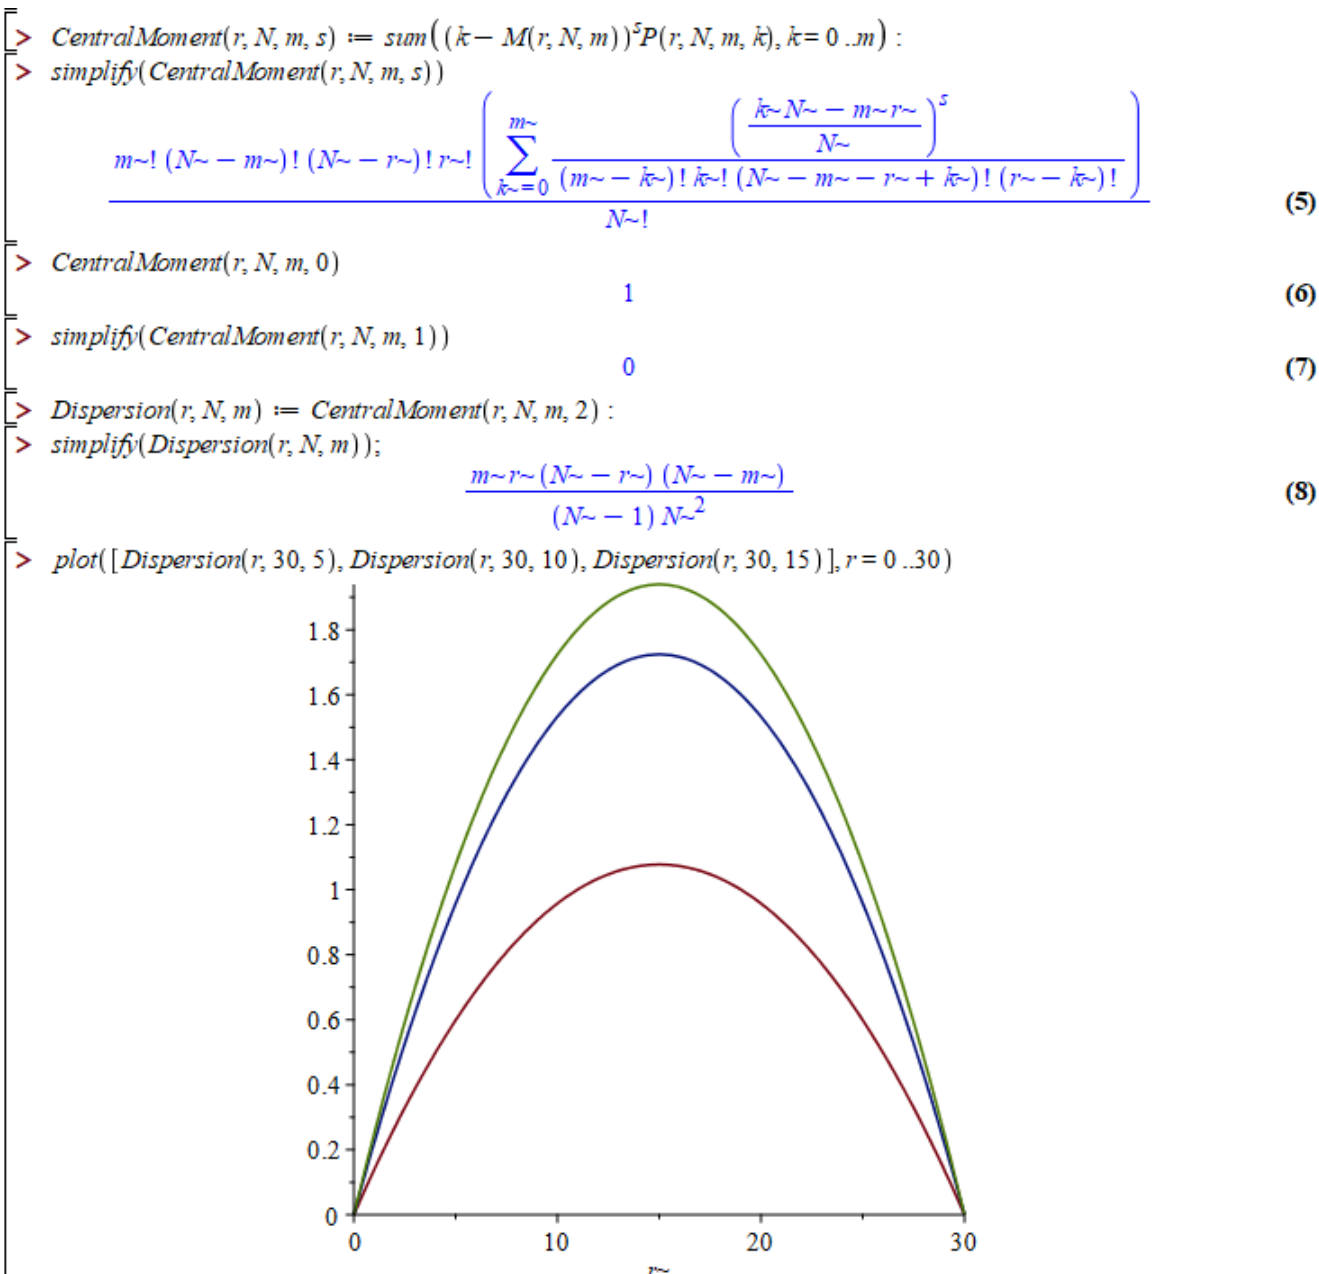 > CentralMoment(r, N, m, s) := sum((k − M(r, N, m))^s P(r, N, m, k), k = 0 ..m) :
> simplify(CentralMoment(r, N, m, s))
m~! (N~ − m~)! (N~ − r~)! r~! (∑_{k~=0}^{m~} ((k~ N~ − m~ r~)/N~)^s / ((m~ − k~)! k~! (N~ − m~ − r~ + k~)! (r~ − k~)!)) / N~! (5)
> CentralMoment(r, N, m, 0)
1 (6)
> simplify(CentralMoment(r, N, m, 1))
0 (7)
> Dispersion(r, N, m) := CentralMoment(r, N, m, 2) :
> simplify(Dispersion(r, N, m));
m~ r~ (N~ − r~) (N~ − m~) / ((N~ − 1) N~^2) (8)
> plot([Dispersion(r, 30, 5), Dispersion(r, 30, 10), Dispersion(r, 30, 15)], r = 0 ..30)
1.8
1.6
1.4
1.2
1
0.8
0.6
0.4
0.2
0
0 10 20 30
r~